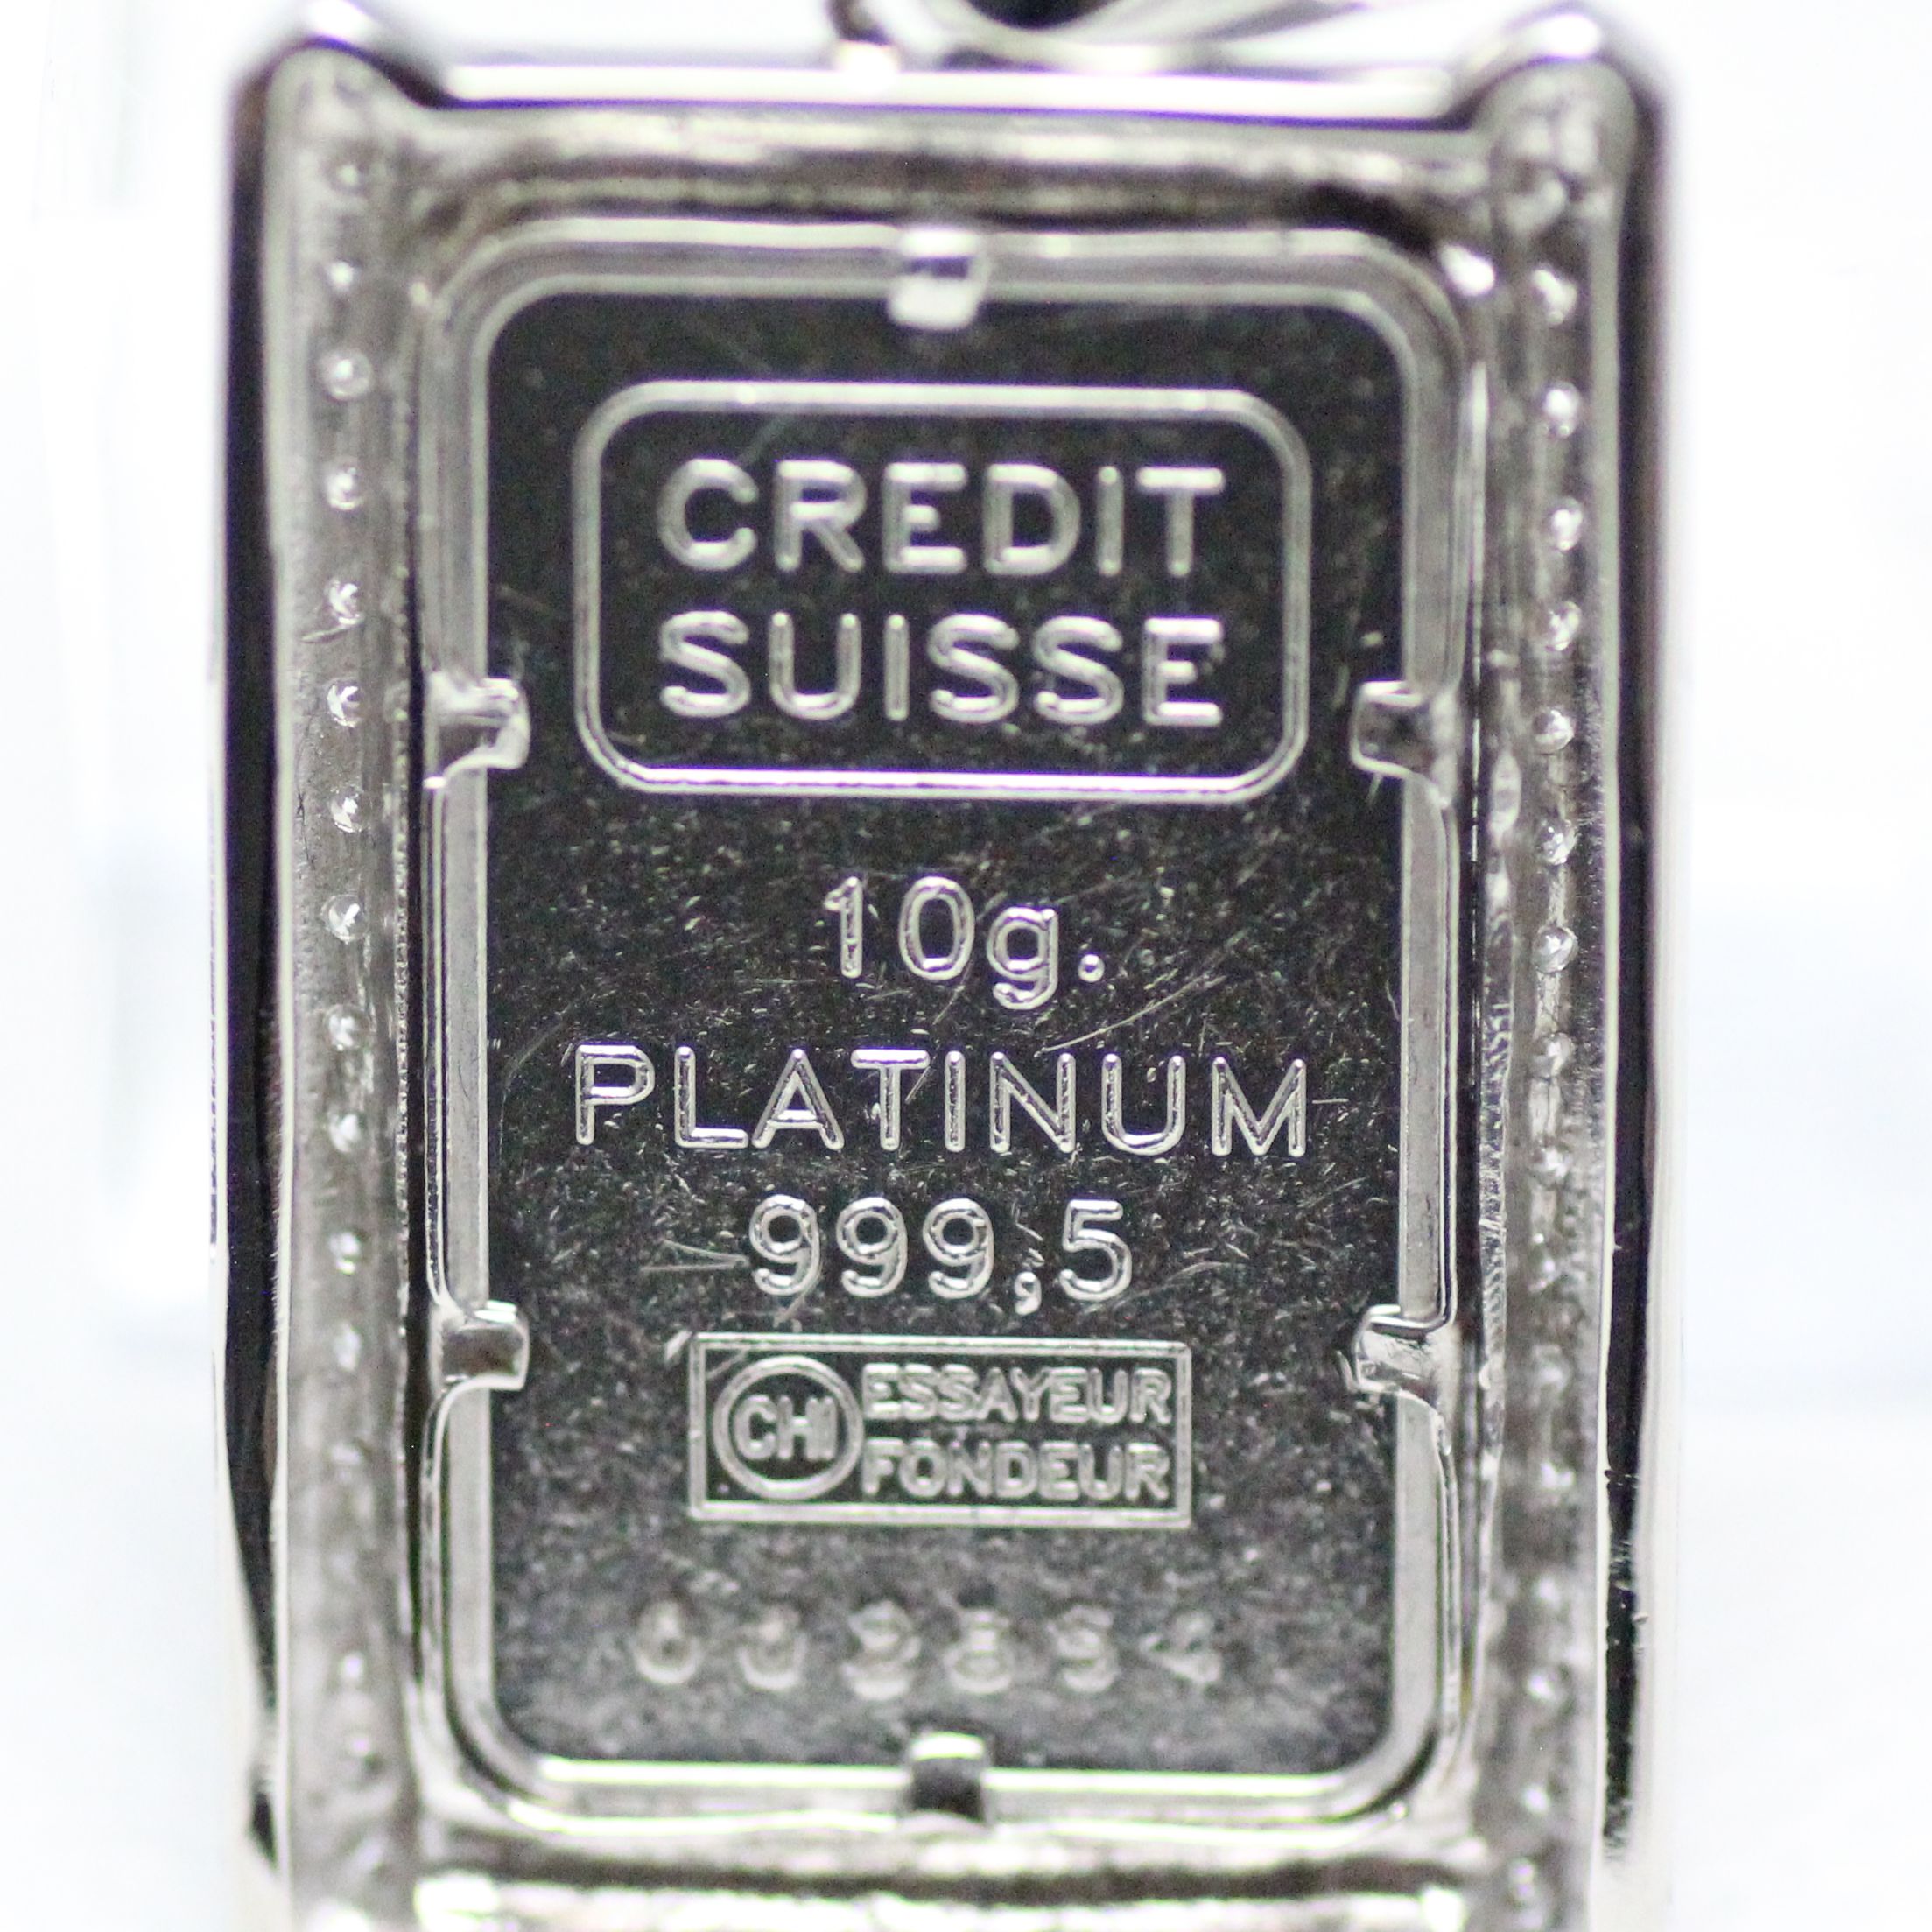 CREDIT
SUISSE
10g.
PLATINUM
999,5
CHI ESSAYEUR
FONDEUR